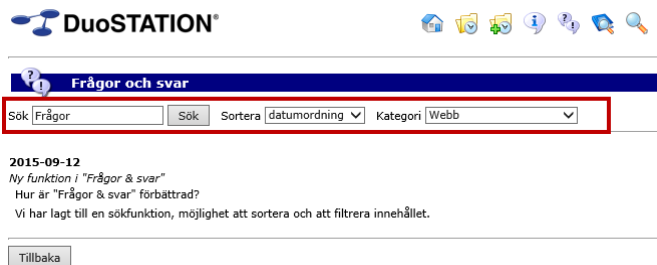 DuoSTATION®
Frågor och svar
Sök Frågor Sök Sortera datumordning Kategori Webb
2015-09-12
Ny funktion i "Frågor & svar"
Hur är "Frågor & svar" förbättrad?
Vi har lagt till en sökfunktion, möjlighet att sortera och att filtrera innehållet.
Tillbaka